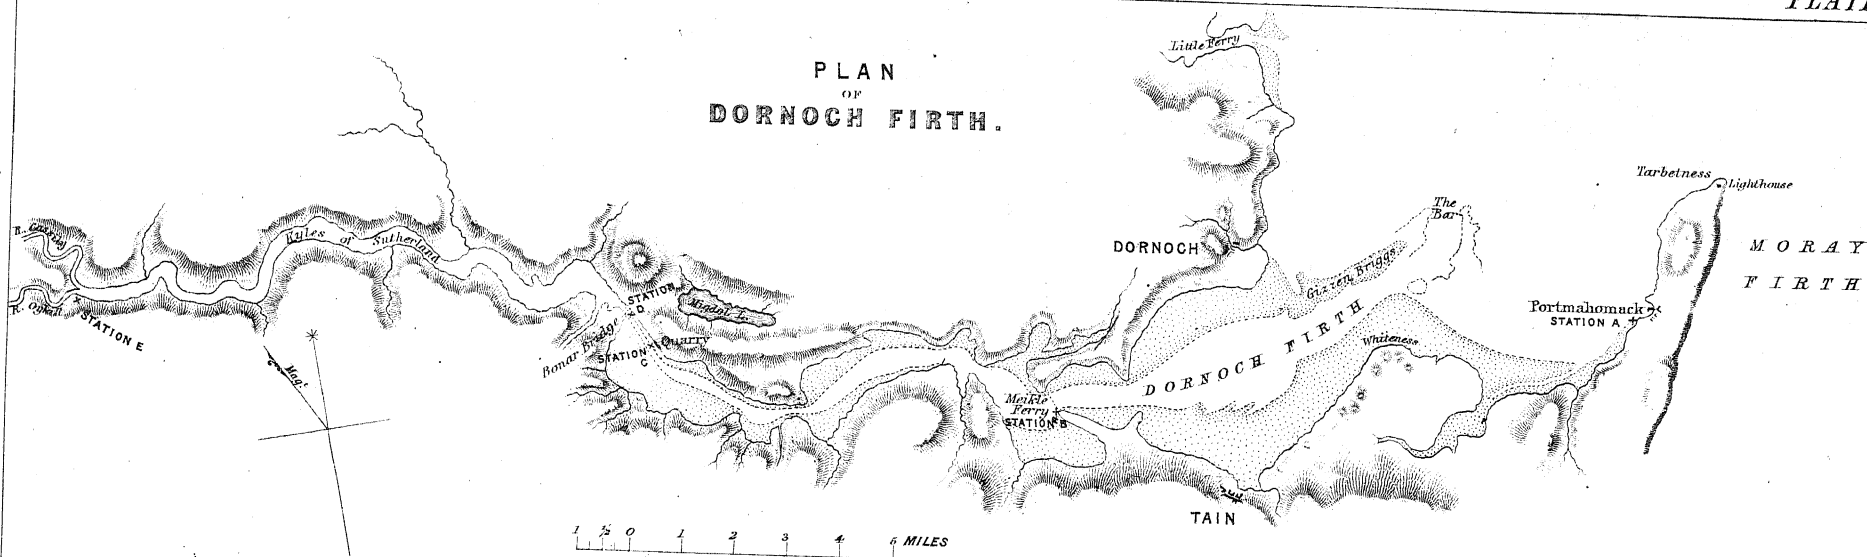 PLAN
OF
DORNOCH FIRTH.
Little Ferry
Tarbetness
Lighthouse
The
Bar
MORAY
FIRTH
R. Cassley
Kyles of Sutherland
DORNOCH
Gizzen Briggs
STATION
D
Migdol L.
Portmahomack
STATION A
R. Oykall
STATION E
Bonar Bridge
STATION
C
Quarry
DORNOCH FIRTH
Whiteness
Mag.
Meikle
Ferry
STATION B
TAIN
1 ½ 0 1 2 3 4 5 MILES